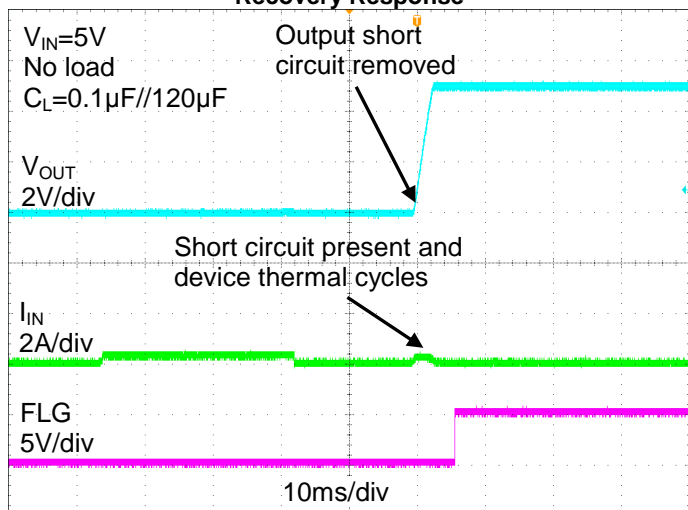 Recovery Response
T
V_IN=5V
No load
C_L=0.1µF//120µF
Output short
circuit removed
V_OUT
2V/div
Short circuit present and
device thermal cycles
I_IN
2A/div
FLG
5V/div
10ms/div